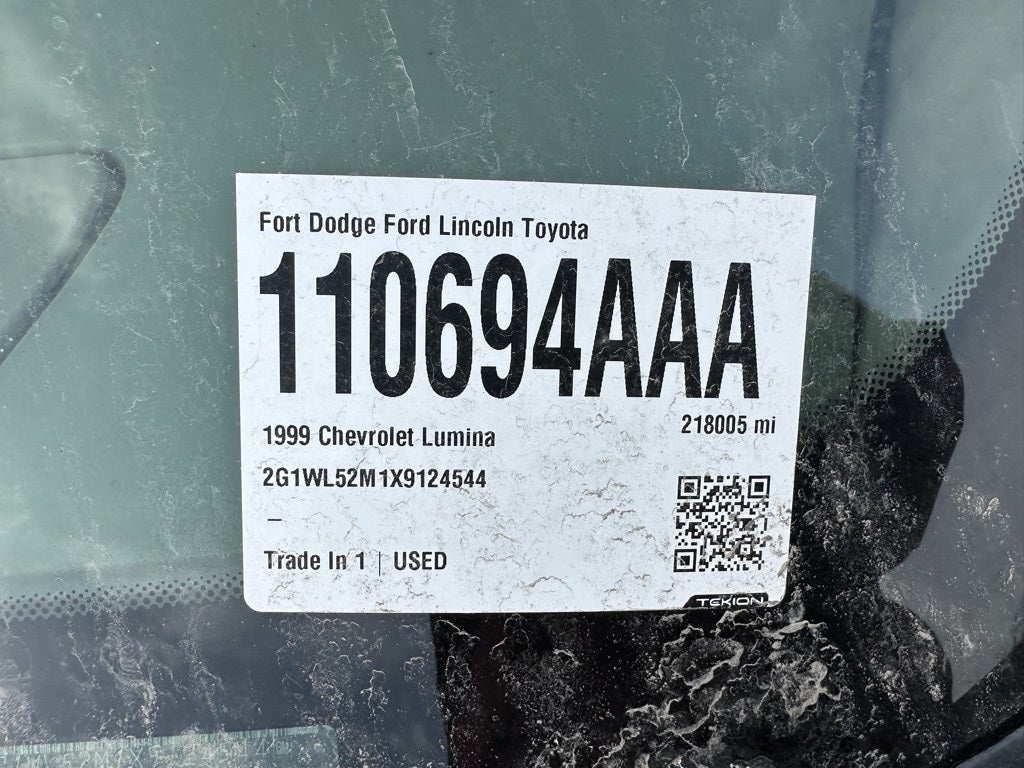 Fort Dodge Ford Lincoln Toyota
110694AAA
218005 mi
1999 Chevrolet Lumina
2G1WL52M1X9124544
–
Trade In 1 | USED
TEKION